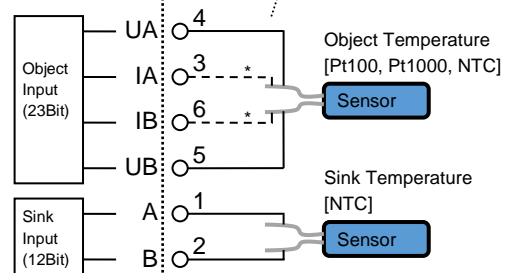 UA 4
Object Temperature
[Pt100, Pt1000, NTC]
Object
Input
(23Bit)
IA 3 *
Sensor
IB 6 *
UB 5
Sink Temperature
[NTC]
Sink
Input
(12Bit)
A 1
Sensor
B 2